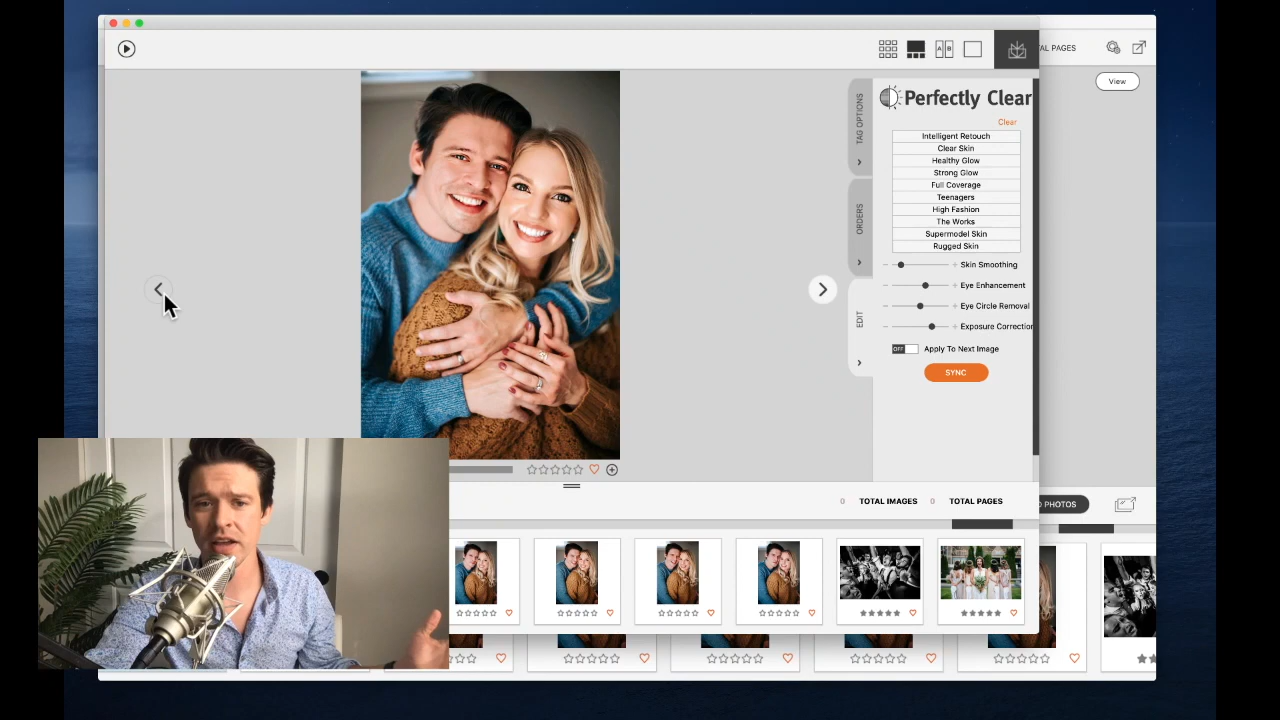 TAL PAGES
View
A B
Perfectly Clear
TAG OPTIONS
ORDERS
EDIT
Clear
Intelligent Retouch
Clear Skin
Healthy Glow
Strong Glow
Full Coverage
Teenagers
High Fashion
The Works
Supermodel Skin
Rugged Skin
Skin Smoothing
Eye Enhancement
Eye Circle Removal
Exposure Correction
OFF Apply To Next Image
SYNC
0 TOTAL IMAGES 0 TOTAL PAGES
D PHOTOS